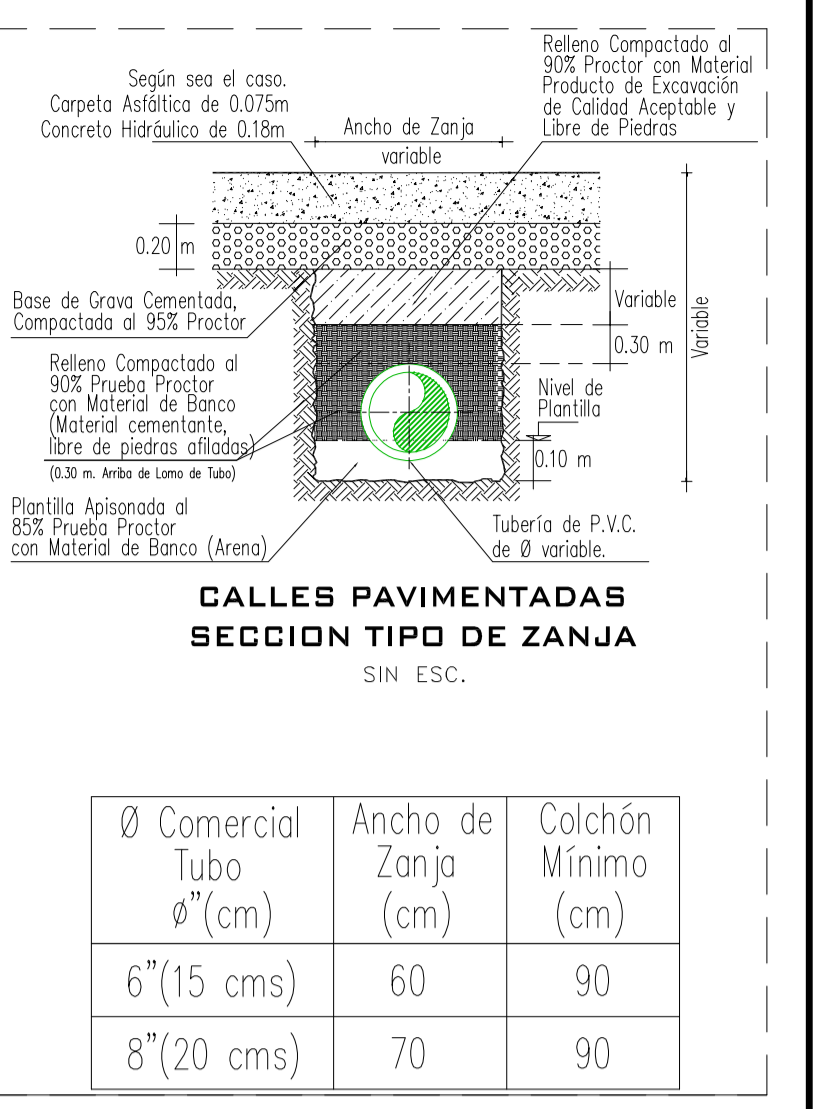 Según sea el caso.
Carpeta Asfáltica de 0.075m
Concreto Hidráulico de 0.18m
Ancho de Zanja
variable
Relleno Compactado al
90% Proctor con Material
Producto de Excavación
de Calidad Aceptable y
Libre de Piedras
0.20 m
Base de Grava Cementada,
Compactada al 95% Proctor
Variable
0.30 m
Variable
Relleno Compactado al
90% Prueba Proctor
con Material de Banco
(Material cementante,
libre de piedras afiladas)
(0.30 m. Arriba de Lomo de Tubo)
Nivel de
Plantilla
0.10 m
Plantilla Apisonada al
85% Prueba Proctor
con Material de Banco (Arena)
Tubería de P.V.C.
de Ø variable.
CALLES PAVIMENTADAS
SECCION TIPO DE ZANJA
SIN ESC.
Ø Comercial
Tubo
ø"(cm)
Ancho de
Zanja
(cm)
Colchón
Mínimo
(cm)
6"(15 cms) 60 90
8"(20 cms) 70 90